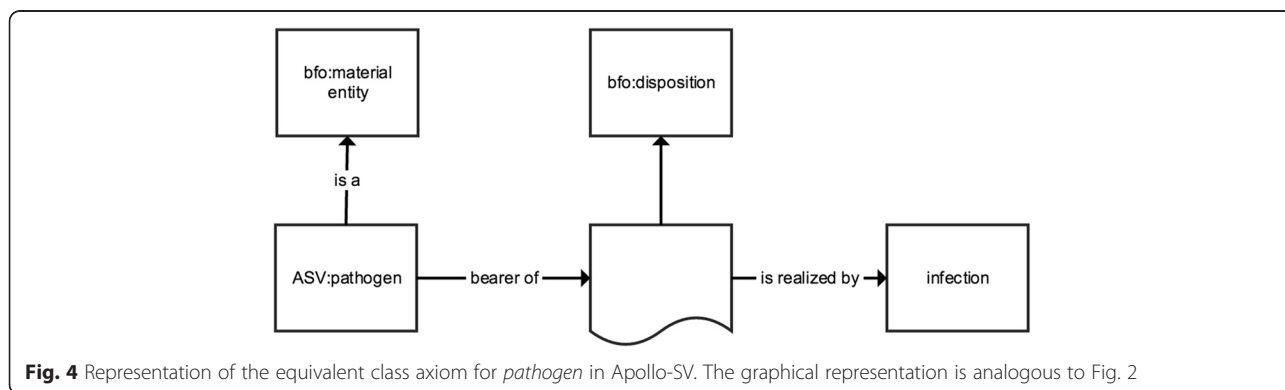 bfo:material
entity
bfo:disposition
is a
ASV:pathogen
bearer of
is realized by
infection
Fig. 4 Representation of the equivalent class axiom for pathogen in Apollo-SV. The graphical representation is analogous to Fig. 2